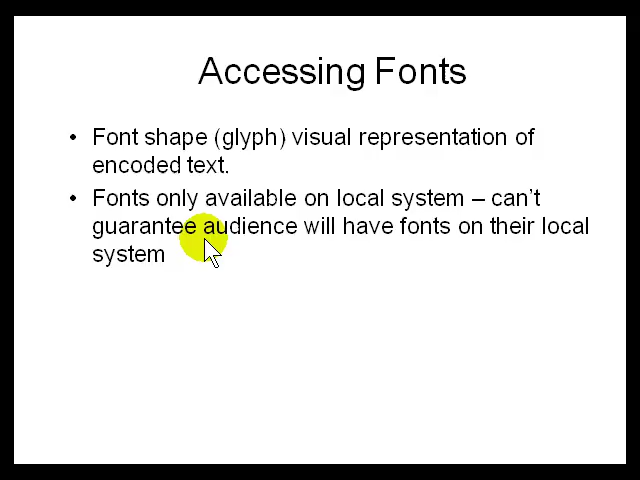 Accessing Fonts
• Font shape (glyph) visual representation of
encoded text.
• Fonts only available on local system – can't
guarantee audience will have fonts on their local
system